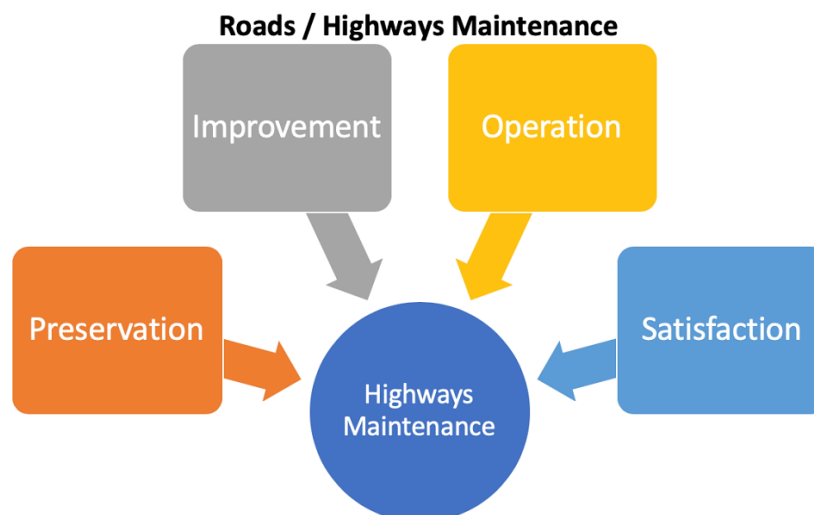 Roads / Highways Maintenance
Improvement
Operation
Preservation
Satisfaction
Highways
Maintenance